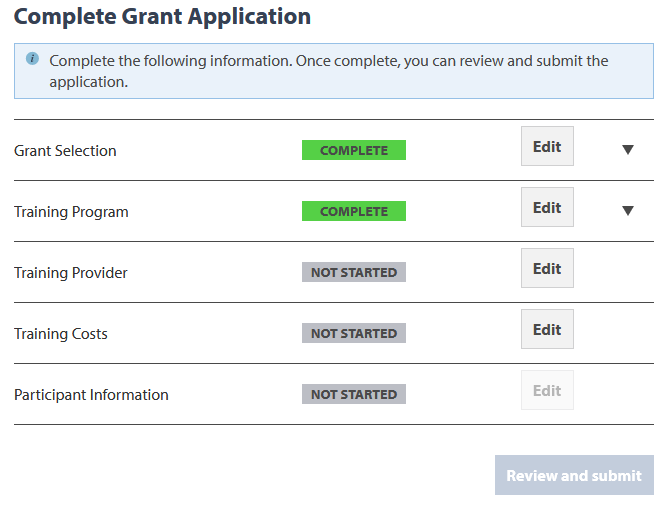 Complete Grant Application
Complete the following information. Once complete, you can review and submit the
application.
Grant Selection COMPLETE Edit
Training Program COMPLETE Edit
Training Provider NOT STARTED Edit
Training Costs NOT STARTED Edit
Participant Information NOT STARTED Edit
Review and submit